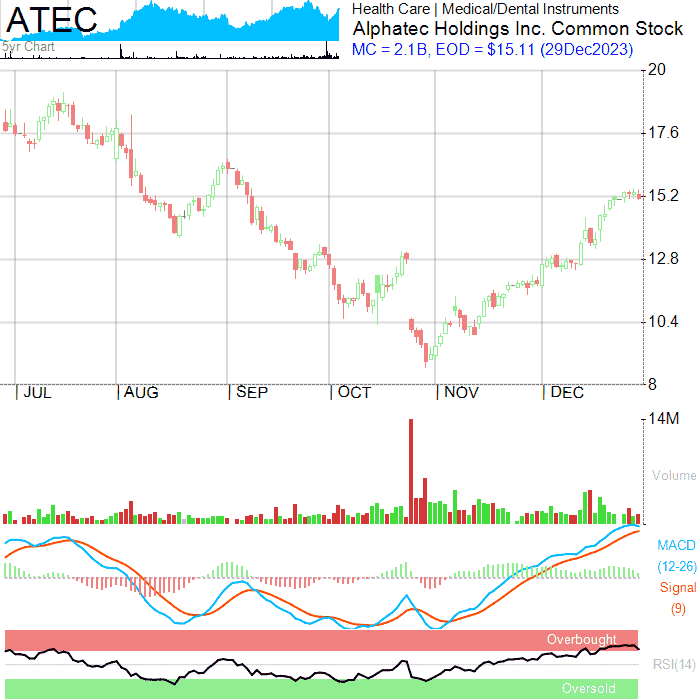 ATEC
5yr Chart
Health Care | Medical/Dental Instruments
Alphatec Holdings Inc. Common Stock
MC = 2.1B, EOD = $15.11 (29Dec2023)
20
17.6
15.2
12.8
10.4
8
JUL AUG SEP OCT NOV DEC
14M
Volume
MACD
(12-26)
Signal
(9)
Overbought
RSI(14)
Oversold